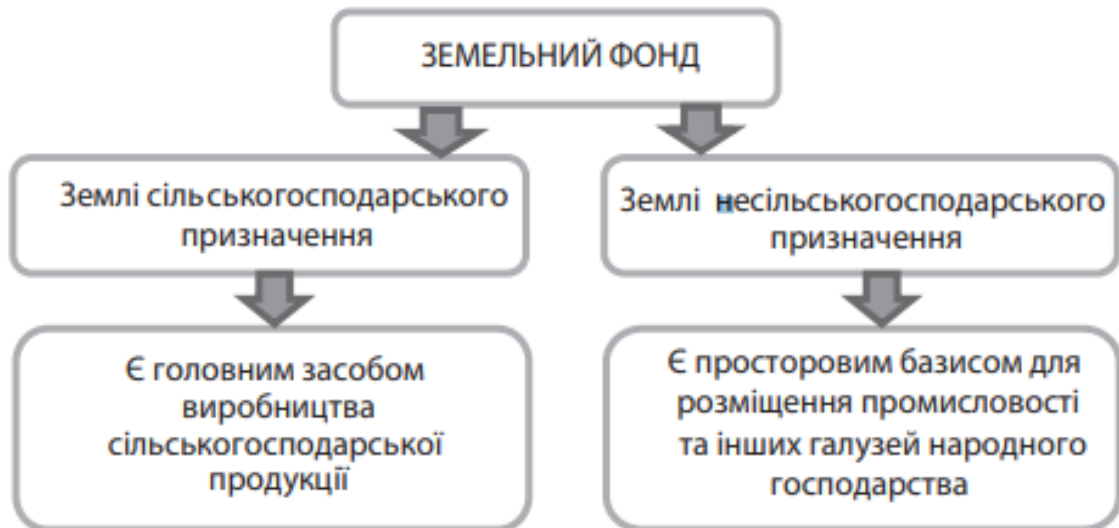 ЗЕМЕЛЬНИЙ ФОНД
Землі сільськогосподарського
призначення
Землі несільськогосподарського
призначення
Є головним засобом
виробництва
сільськогосподарської
продукції
Є просторовим базисом для
розміщення промисловості
та інших галузей народного
господарства